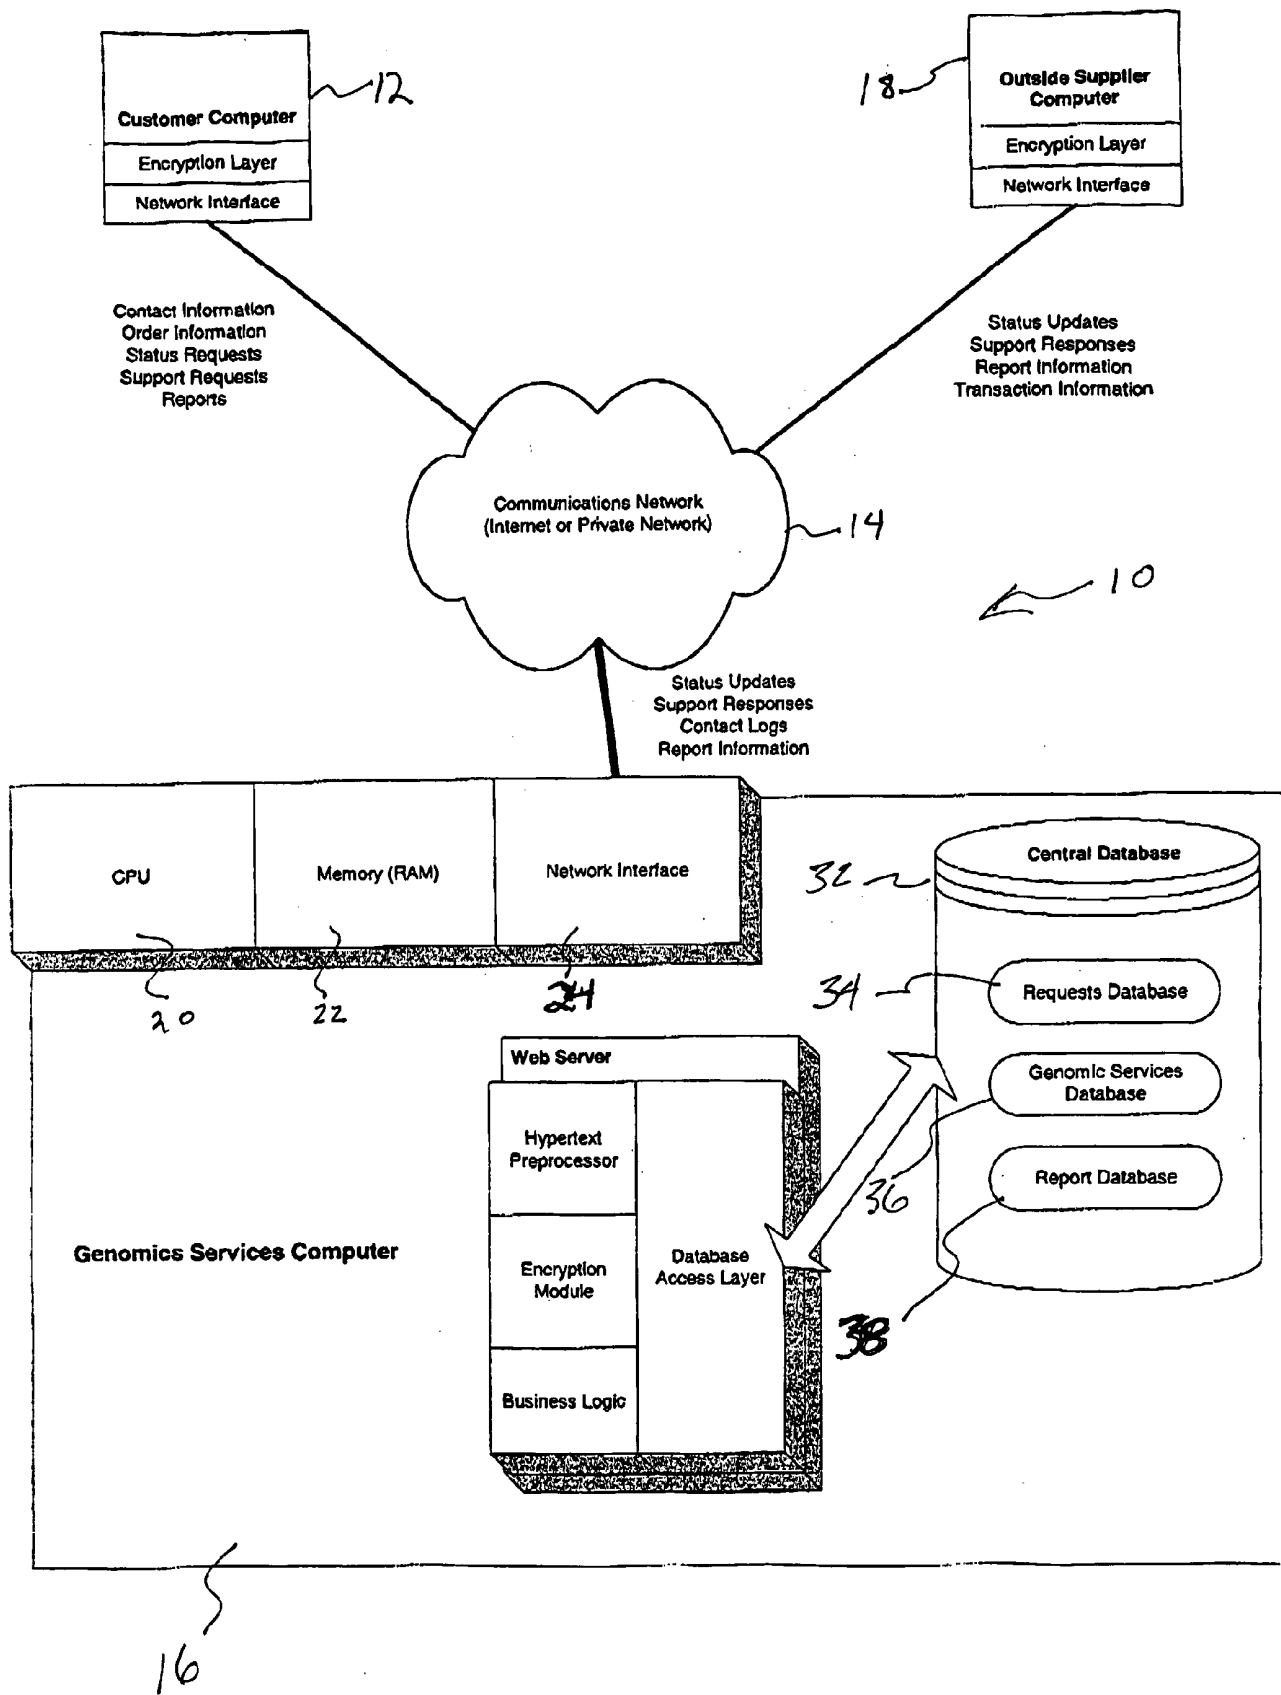 12
Customer Computer
Encryption Layer
Network Interface
18
Outside Supplier
Computer
Encryption Layer
Network Interface
Contact Information
Order Information
Status Requests
Support Requests
Reports
Status Updates
Support Responses
Report Information
Transaction Information
Communications Network
(Internet or Private Network)
14
10
Status Updates
Support Responses
Contact Logs
Report Information
CPU
Memory (RAM)
Network Interface
20
22
24
Central Database
32
34
Requests Database
Genomic Services
Database
36
Report Database
38
Web Server
Hypertext
Preprocessor
Encryption
Module
Business Logic
Database
Access Layer
Genomics Services Computer
16